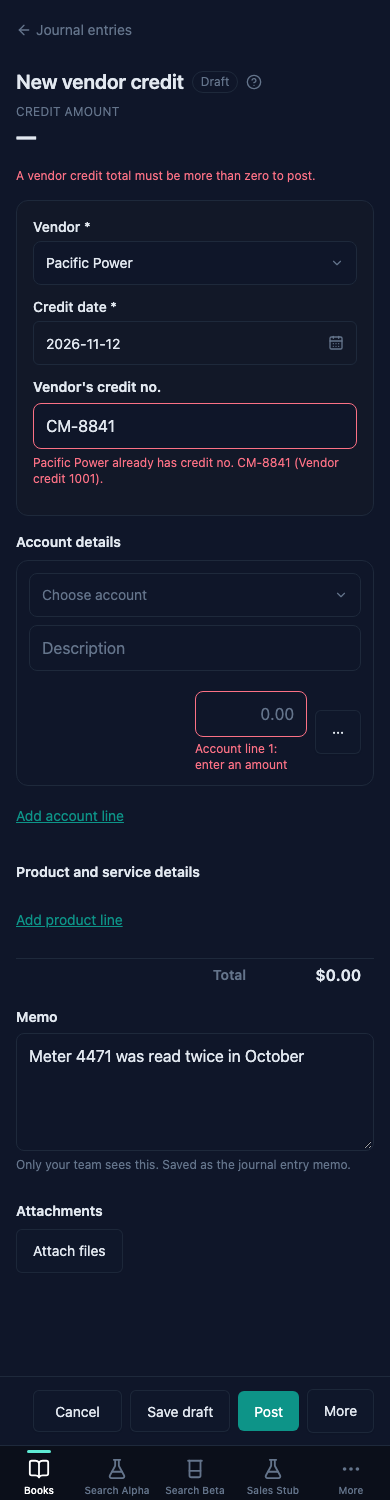 Journal entries
New vendor credit
Draft
CREDIT AMOUNT
—
A vendor credit total must be more than zero to post.
Vendor *
Pacific Power
Credit date *
2026-11-12
Vendor's credit no.
CM-8841
Pacific Power already has credit no. CM-8841 (Vendor
credit 1001).
Account details
Choose account
Description
0.00
...
Account line 1:
enter an amount
Add account line
Product and service details
Add product line
Total $0.00
Memo
Meter 4471 was read twice in October
Only your team sees this. Saved as the journal entry memo.
Attachments
Attach files
Cancel Save draft Post More
Books Search Alpha Search Beta Sales Stub More